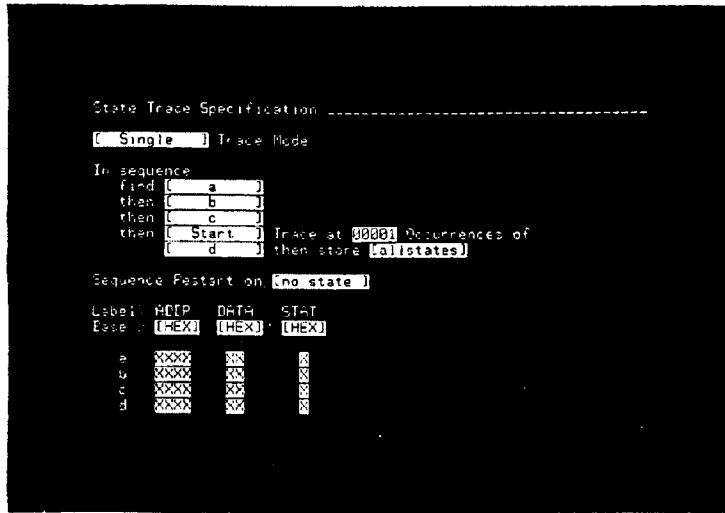 State Trace Specification
[ Single ] Trace Mode
In sequence
find [ a ]
then [ b ]
then [ c ]
then [ Start ] Trace at 00001 Occurrences of
[ d ] then store [allstates]
Sequence Restart on [no state ]
Label: ADDR DATA STAT
Base : [HEX] [HEX] [HEX]
a XXXX XX X
b XXXX XX X
c XXXX XX X
d XXXX XX X